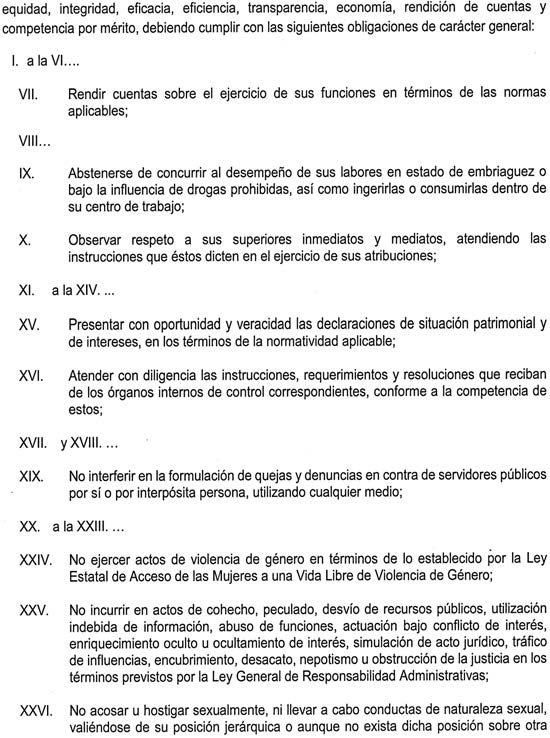 equidad, integridad, eficacia, eficiencia, transparencia, economía, rendición de cuentas y
competencia por mérito, debiendo cumplir con las siguientes obligaciones de carácter general:
I. a la VI….
VII. Rendir cuentas sobre el ejercicio de sus funciones en términos de las normas
aplicables;
VIII…
IX. Abstenerse de concurrir al desempeño de sus labores en estado de embriaguez o
bajo la influencia de drogas prohibidas, así como ingerirlas o consumirlas dentro de
su centro de trabajo;
X. Observar respeto a sus superiores inmediatos y mediatos, atendiendo las
instrucciones que éstos dicten en el ejercicio de sus atribuciones;
XI. a la XIV. ...
XV. Presentar con oportunidad y veracidad las declaraciones de situación patrimonial y
de intereses, en los términos de la normatividad aplicable;
XVI. Atender con diligencia las instrucciones, requerimientos y resoluciones que reciban
de los órganos internos de control correspondientes, conforme a la competencia de
estos;
XVII. y XVIII. …
XIX. No interferir en la formulación de quejas y denuncias en contra de servidores públicos
por sí o por interpósita persona, utilizando cualquier medio;
XX. a la XXIII. …
XXIV. No ejercer actos de violencia de género en términos de lo establecido por la Ley
Estatal de Acceso de las Mujeres a una Vida Libre de Violencia de Género;
XXV. No incurrir en actos de cohecho, peculado, desvío de recursos públicos, utilización
indebida de información, abuso de funciones, actuación bajo conflicto de interés,
enriquecimiento oculto u ocultamiento de interés, simulación de acto jurídico, tráfico
de influencias, encubrimiento, desacato, nepotismo u obstrucción de la justicia en los
términos previstos por la Ley General de Responsabilidad Administrativas;
XXVI. No acosar u hostigar sexualmente, ni llevar a cabo conductas de naturaleza sexual,
valiéndose de su posición jerárquica o aunque no exista dicha posición sobre otra